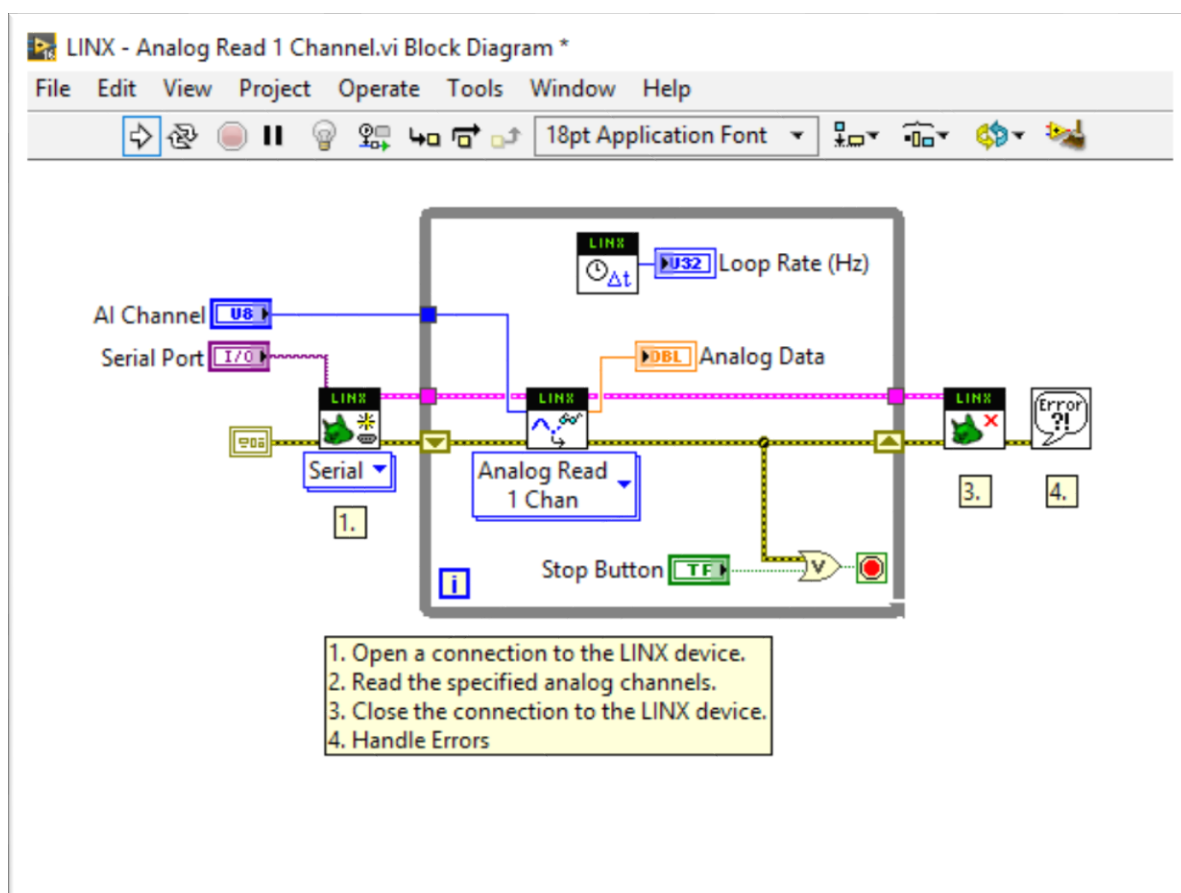 LINX - Analog Read 1 Channel.vi Block Diagram *
File Edit View Project Operate Tools Window Help
18pt Application Font
LINX
Δt
U32 Loop Rate (Hz)
AI Channel U8
Serial Port I/O
DBL Analog Data
LINX
LINX
LINX
Error
?!
Serial
Analog Read
1 Chan
1.
3.
4.
Stop Button TF
V
i
1. Open a connection to the LINX device.
2. Read the specified analog channels.
3. Close the connection to the LINX device.
4. Handle Errors